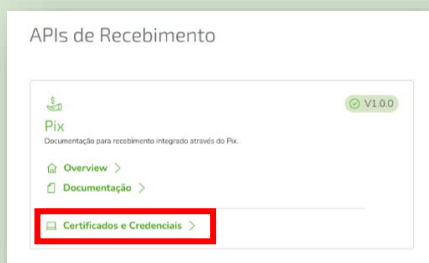 APIs de Recebimento
V1.0.0
Pix
Documentação para recebimento integrado através do Pix.
Overview
Documentação
Certificados e Credenciais